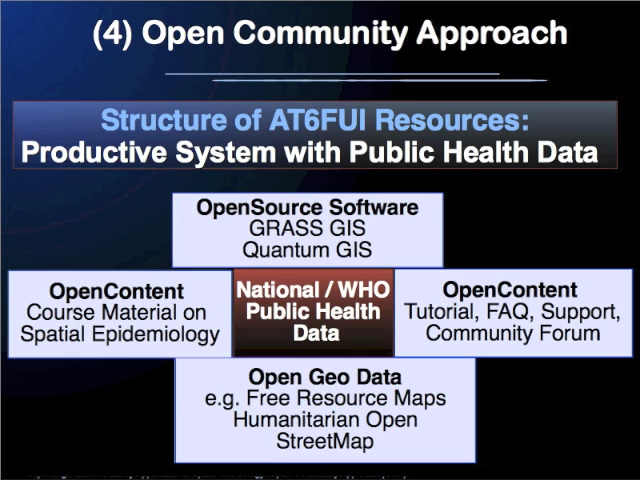 (4) Open Community Approach
Structure of AT6FUI Resources:
Productive System with Public Health Data
OpenSource Software
GRASS GIS
Quantum GIS
OpenContent
Course Material on
Spatial Epidemiology
National / WHO
Public Health
Data
OpenContent
Tutorial, FAQ, Support,
Community Forum
Open Geo Data
e.g. Free Resource Maps
Humanitarian Open
StreetMap